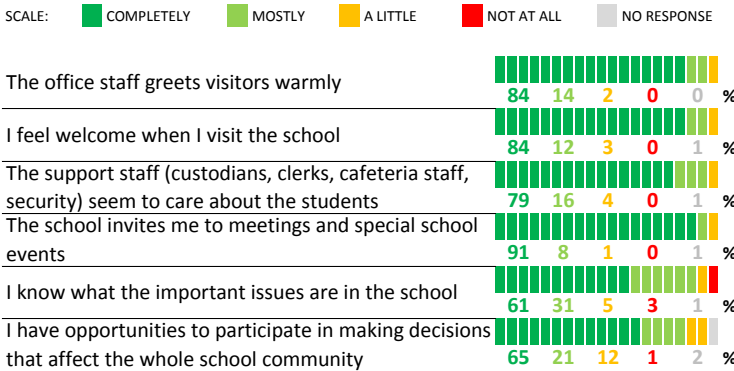 SCALE: COMPLETELY MOSTLY A LITTLE NOT AT ALL NO RESPONSE
The office staff greets visitors warmly
84 14 2 0 0 %
I feel welcome when I visit the school
84 12 3 0 1 %
The support staff (custodians, clerks, cafeteria staff,
security) seem to care about the students
79 16 4 0 1 %
The school invites me to meetings and special school
events
91 8 1 0 1 %
I know what the important issues are in the school
61 31 5 3 1 %
I have opportunities to participate in making decisions
that affect the whole school community
65 21 12 1 2 %